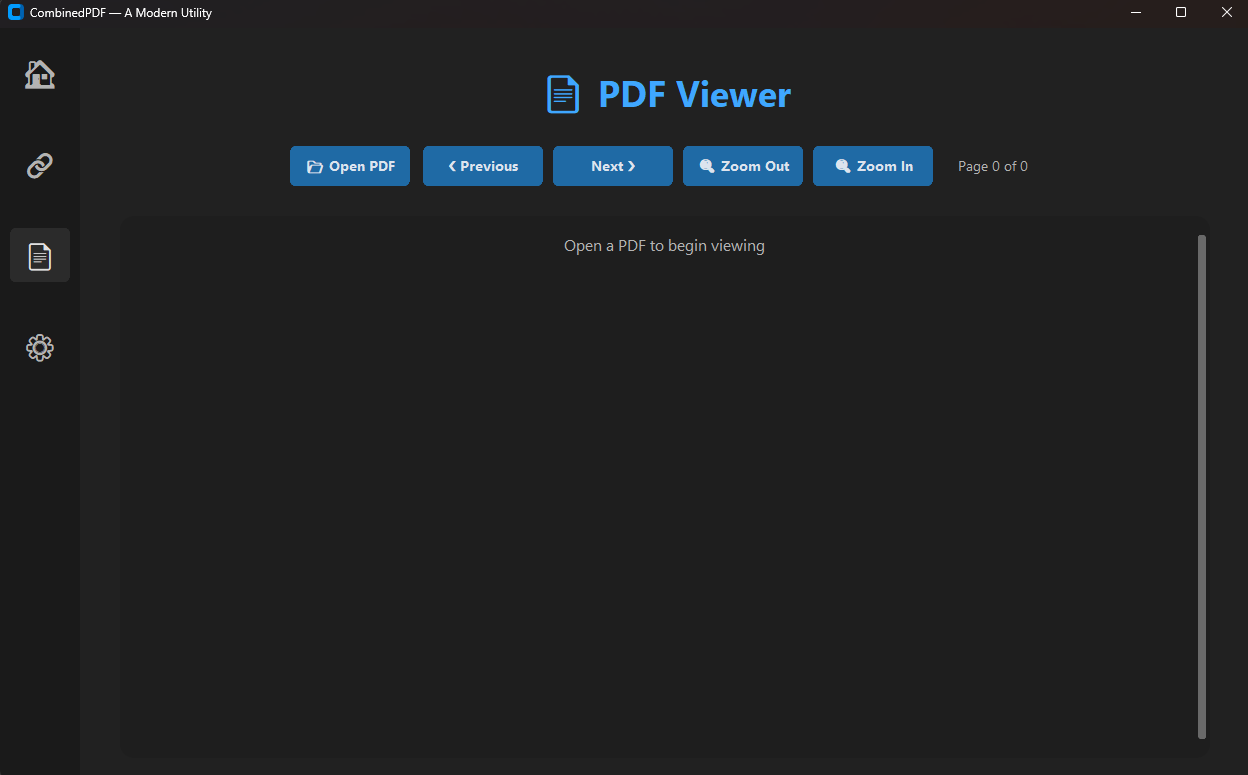 CombinedPDF — A Modern Utility
PDF Viewer
Open PDF
❮ Previous
Next ❯
Zoom Out
Zoom In
Page 0 of 0
Open a PDF to begin viewing